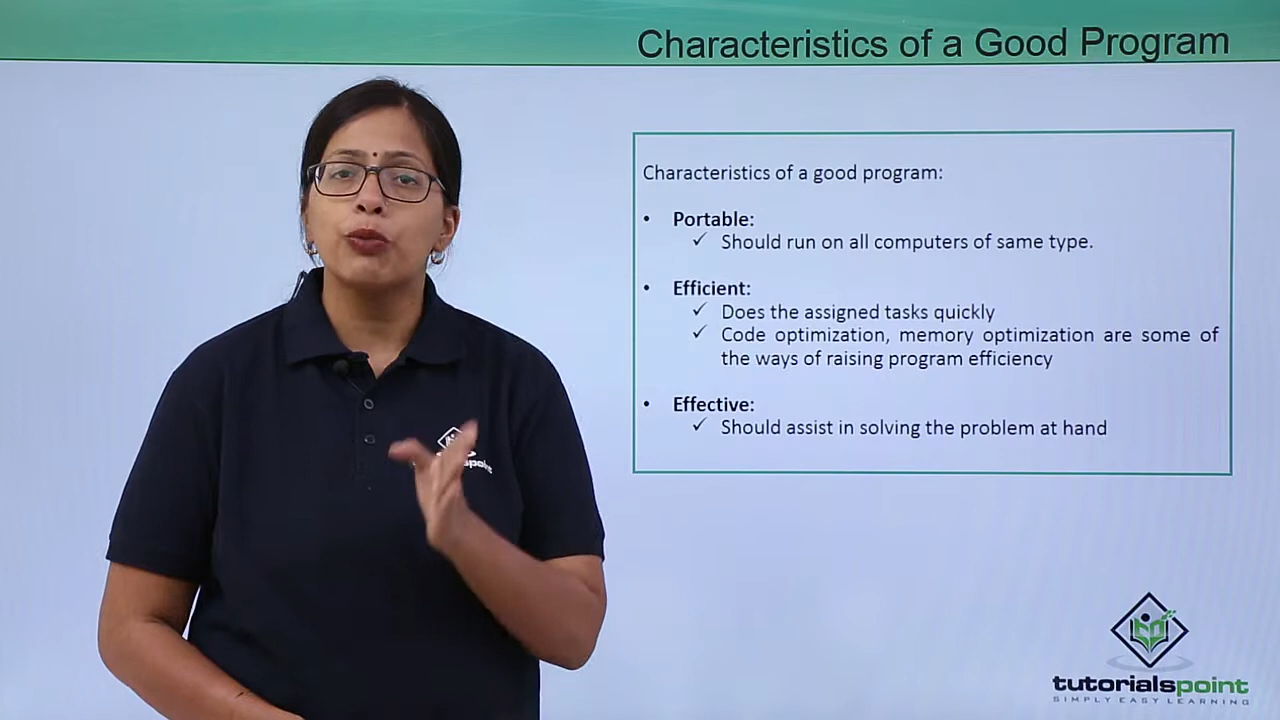 Characteristics of a Good Program
Characteristics of a good program:
• Portable:
✓ Should run on all computers of same type.
• Efficient:
✓ Does the assigned tasks quickly
✓ Code optimization, memory optimization are some of
the ways of raising program efficiency
• Effective:
✓ Should assist in solving the problem at hand
tutorialspoint
SIMPLY EASY LEARNING